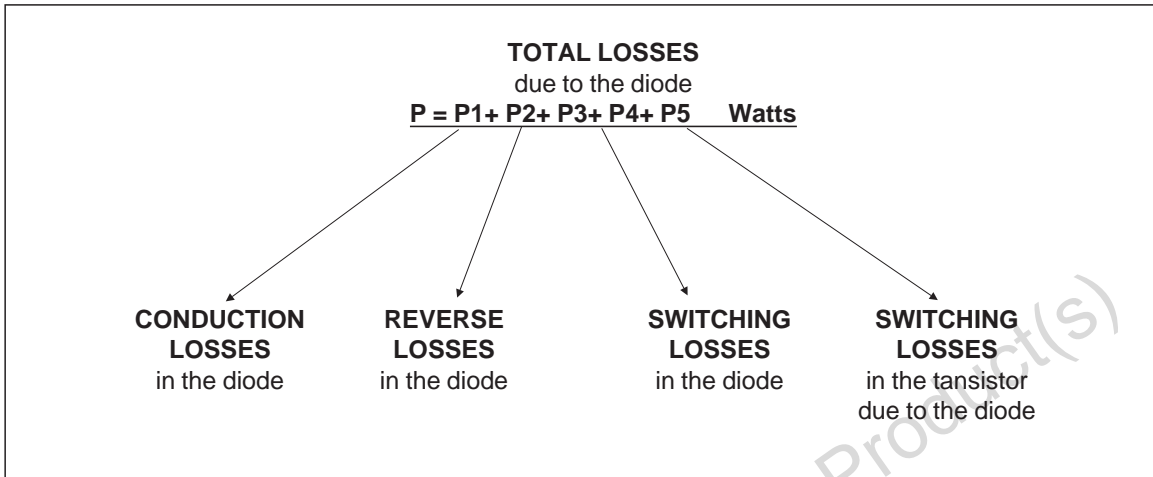 TOTAL LOSSES
due to the diode
P = P1+ P2+ P3+ P4+ P5 Watts
CONDUCTION
LOSSES
in the diode
REVERSE
LOSSES
in the diode
SWITCHING
LOSSES
in the diode
SWITCHING
LOSSES
in the tansistor
due to the diode
Product(s)